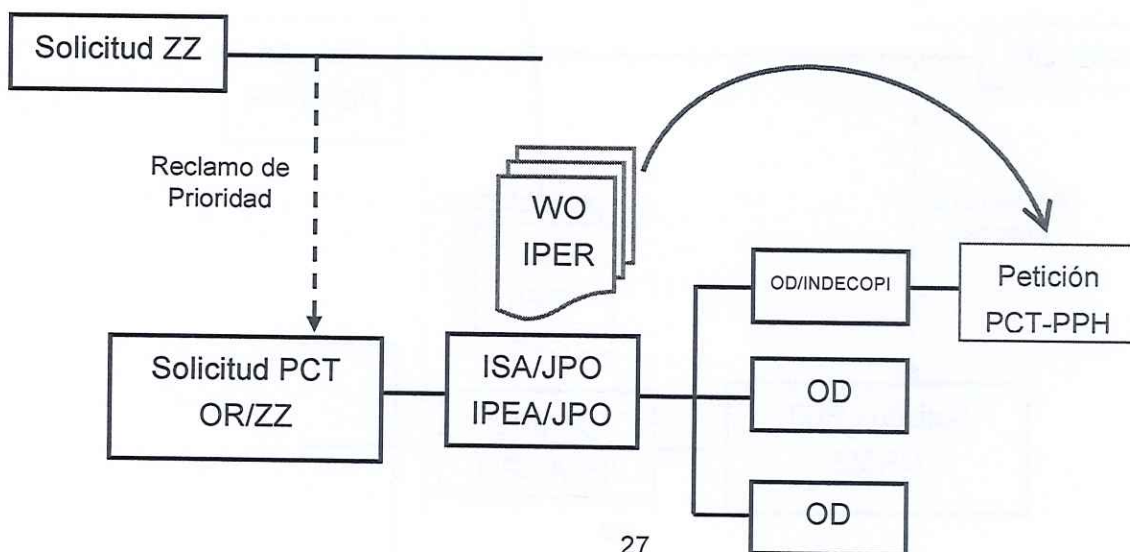 Solicitud ZZ
Reclamo de
Prioridad
WO
IPER
Solicitud PCT
OR/ZZ
ISA/JPO
IPEA/JPO
OD/INDECOPI
Petición
PCT-PPH
OD
OD
27